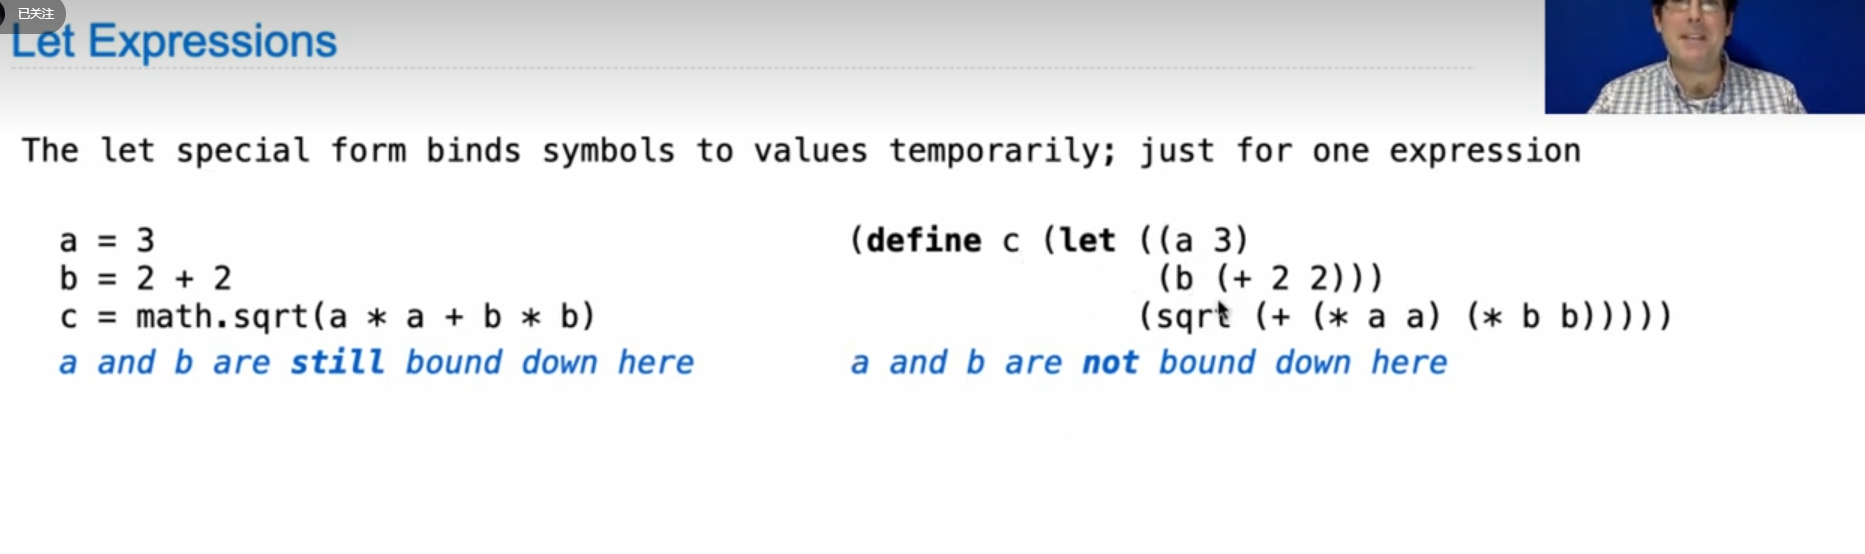 已关注
Let Expressions
The let special form binds symbols to values temporarily; just for one expression
a = 3
b = 2 + 2
c = math.sqrt(a * a + b * b)
a and b are still bound down here
(define c (let ((a 3)
(b (+ 2 2)))
(sqrt (+ (* a a) (* b b)))))
a and b are not bound down here